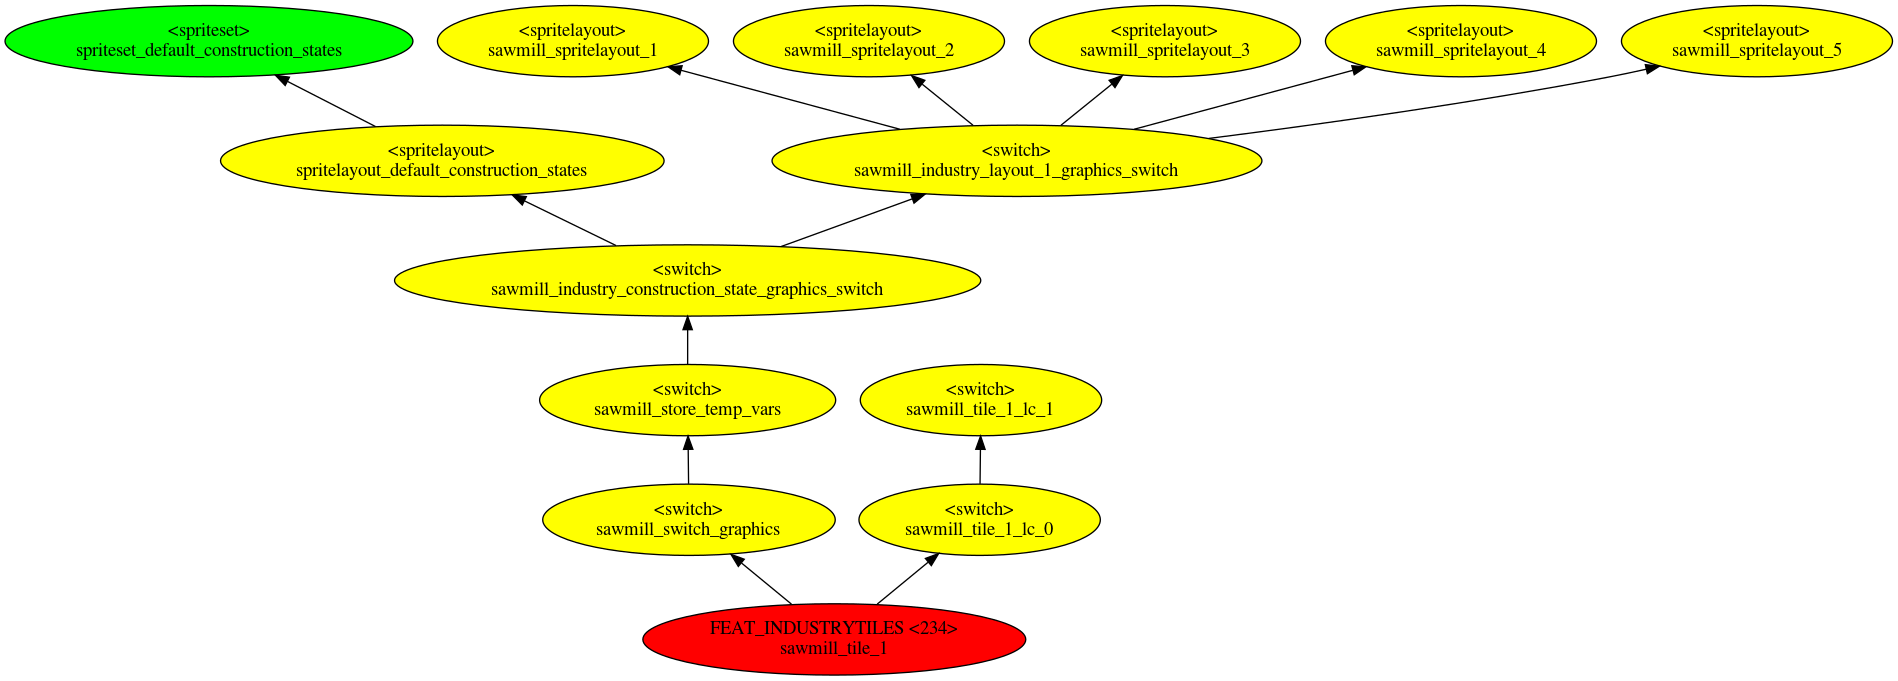 <spriteset>
spriteset_default_construction_states
<spritelayout>
sawmill_spritelayout_1
<spritelayout>
sawmill_spritelayout_2
<spritelayout>
sawmill_spritelayout_3
<spritelayout>
sawmill_spritelayout_4
<spritelayout>
sawmill_spritelayout_5
<spritelayout>
spritelayout_default_construction_states
<switch>
sawmill_industry_layout_1_graphics_switch
<switch>
sawmill_industry_construction_state_graphics_switch
<switch>
sawmill_store_temp_vars
<switch>
sawmill_tile_1_lc_1
<switch>
sawmill_switch_graphics
<switch>
sawmill_tile_1_lc_0
FEAT_INDUSTRYTILES <234>
sawmill_tile_1